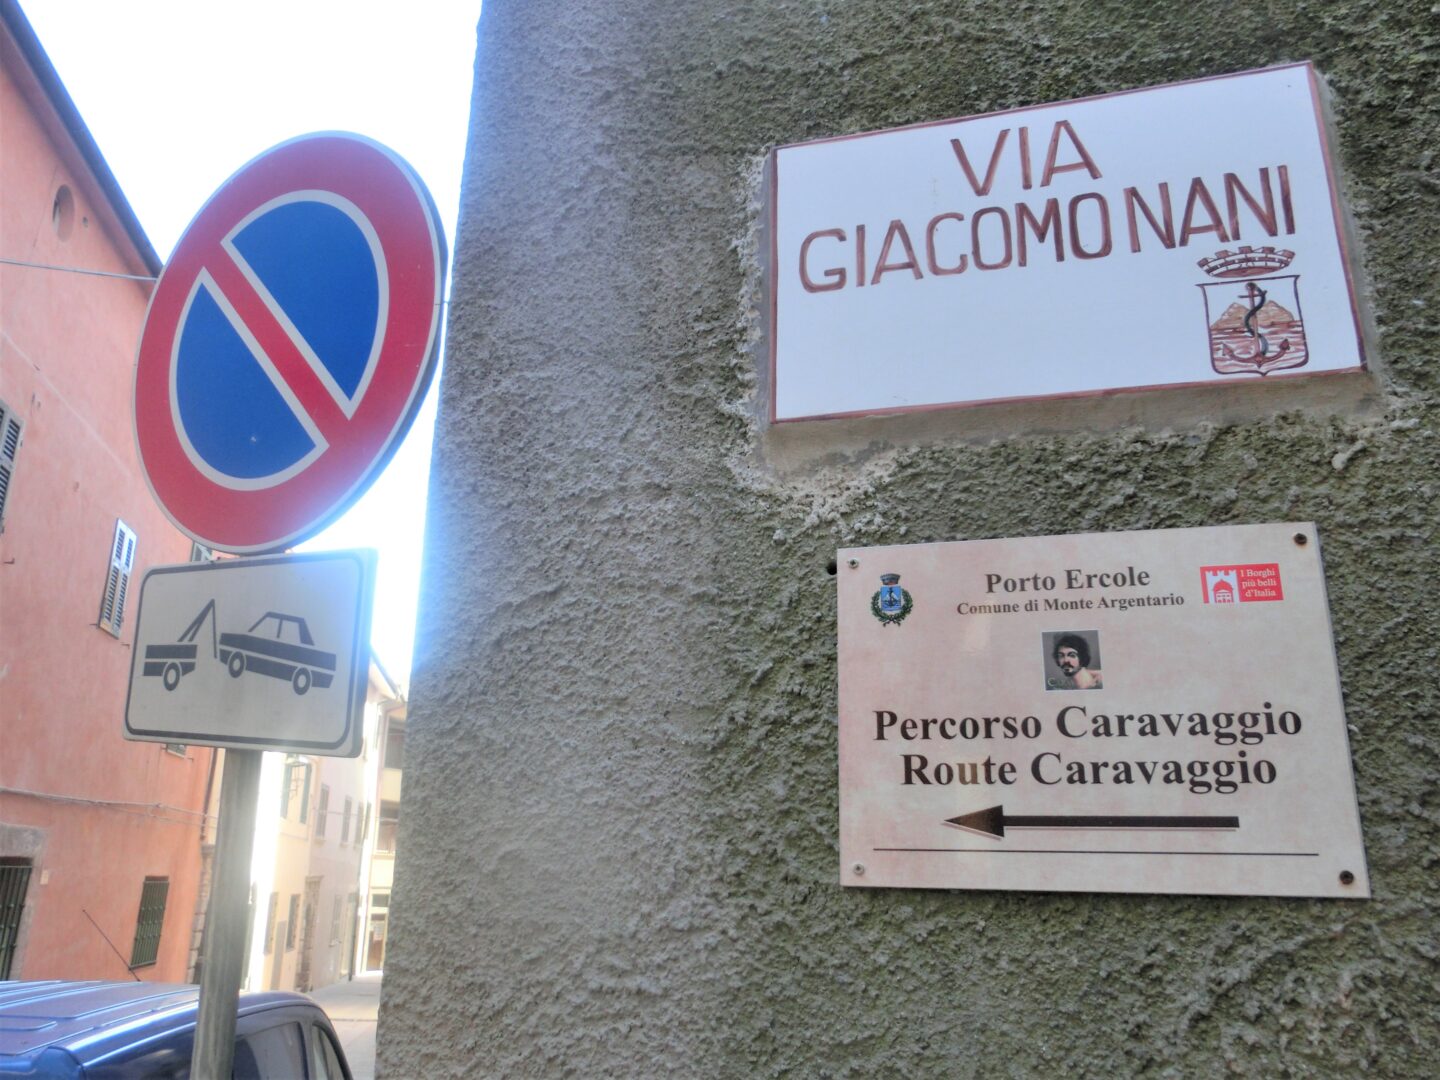 VIA
GIACOMO NANI
Porto Ercole
Comune di Monte Argentario
I Borghi
più belli
d'Italia
Percorso Caravaggio
Route Caravaggio